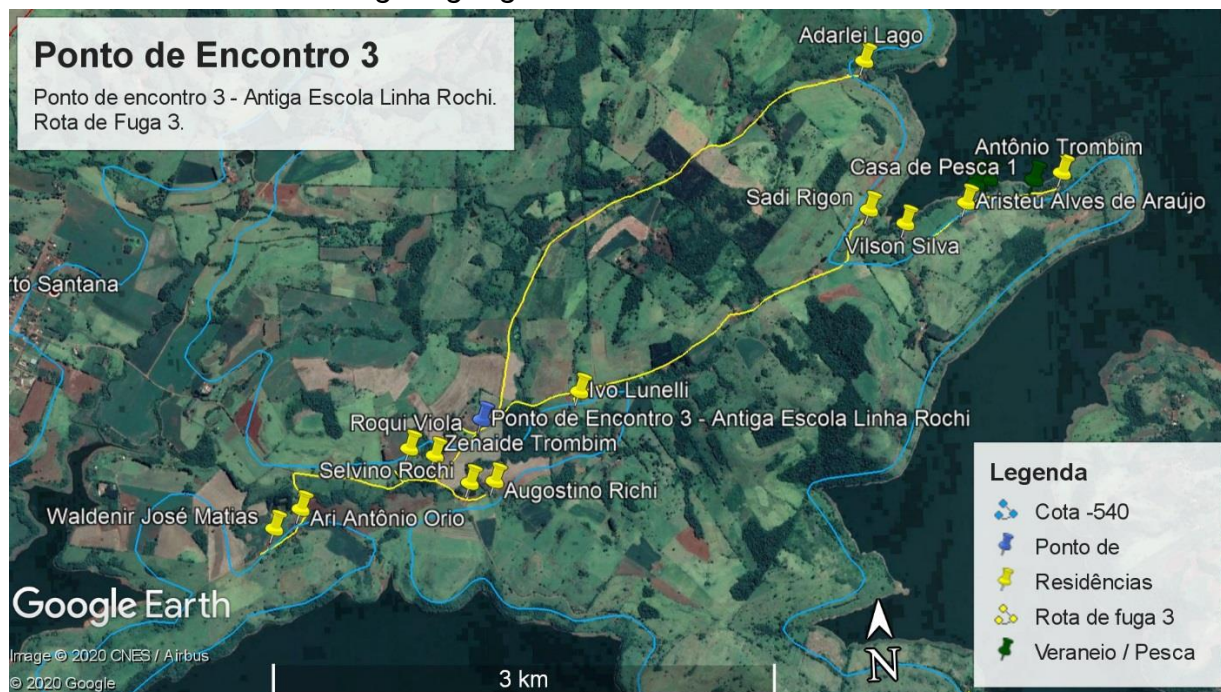 Ponto de Encontro 3
Ponto de encontro 3 - Antiga Escola Linha Rochi.
Rota de Fuga 3.
Adarlei Lago
Antônio Trombim
Casa de Pesca 1
Sadi Rigon
Aristeu Alves de Araújo
Vilson Silva
rto Santana
Ivo Lunelli
Ponto de Encontro 3 - Antiga Escola Linha Rochi
Roqui Viola
Zenaide Trombim
Selvino Rochi
Augostino Richi
Waldenir José Matias
Ari Antônio Orio
Legenda
Cota -540
Ponto de
Residências
Rota de fuga 3
Veraneio / Pesca
Google Earth
Image © 2020 CNES / Airbus
© 2020 Google
3 km
N